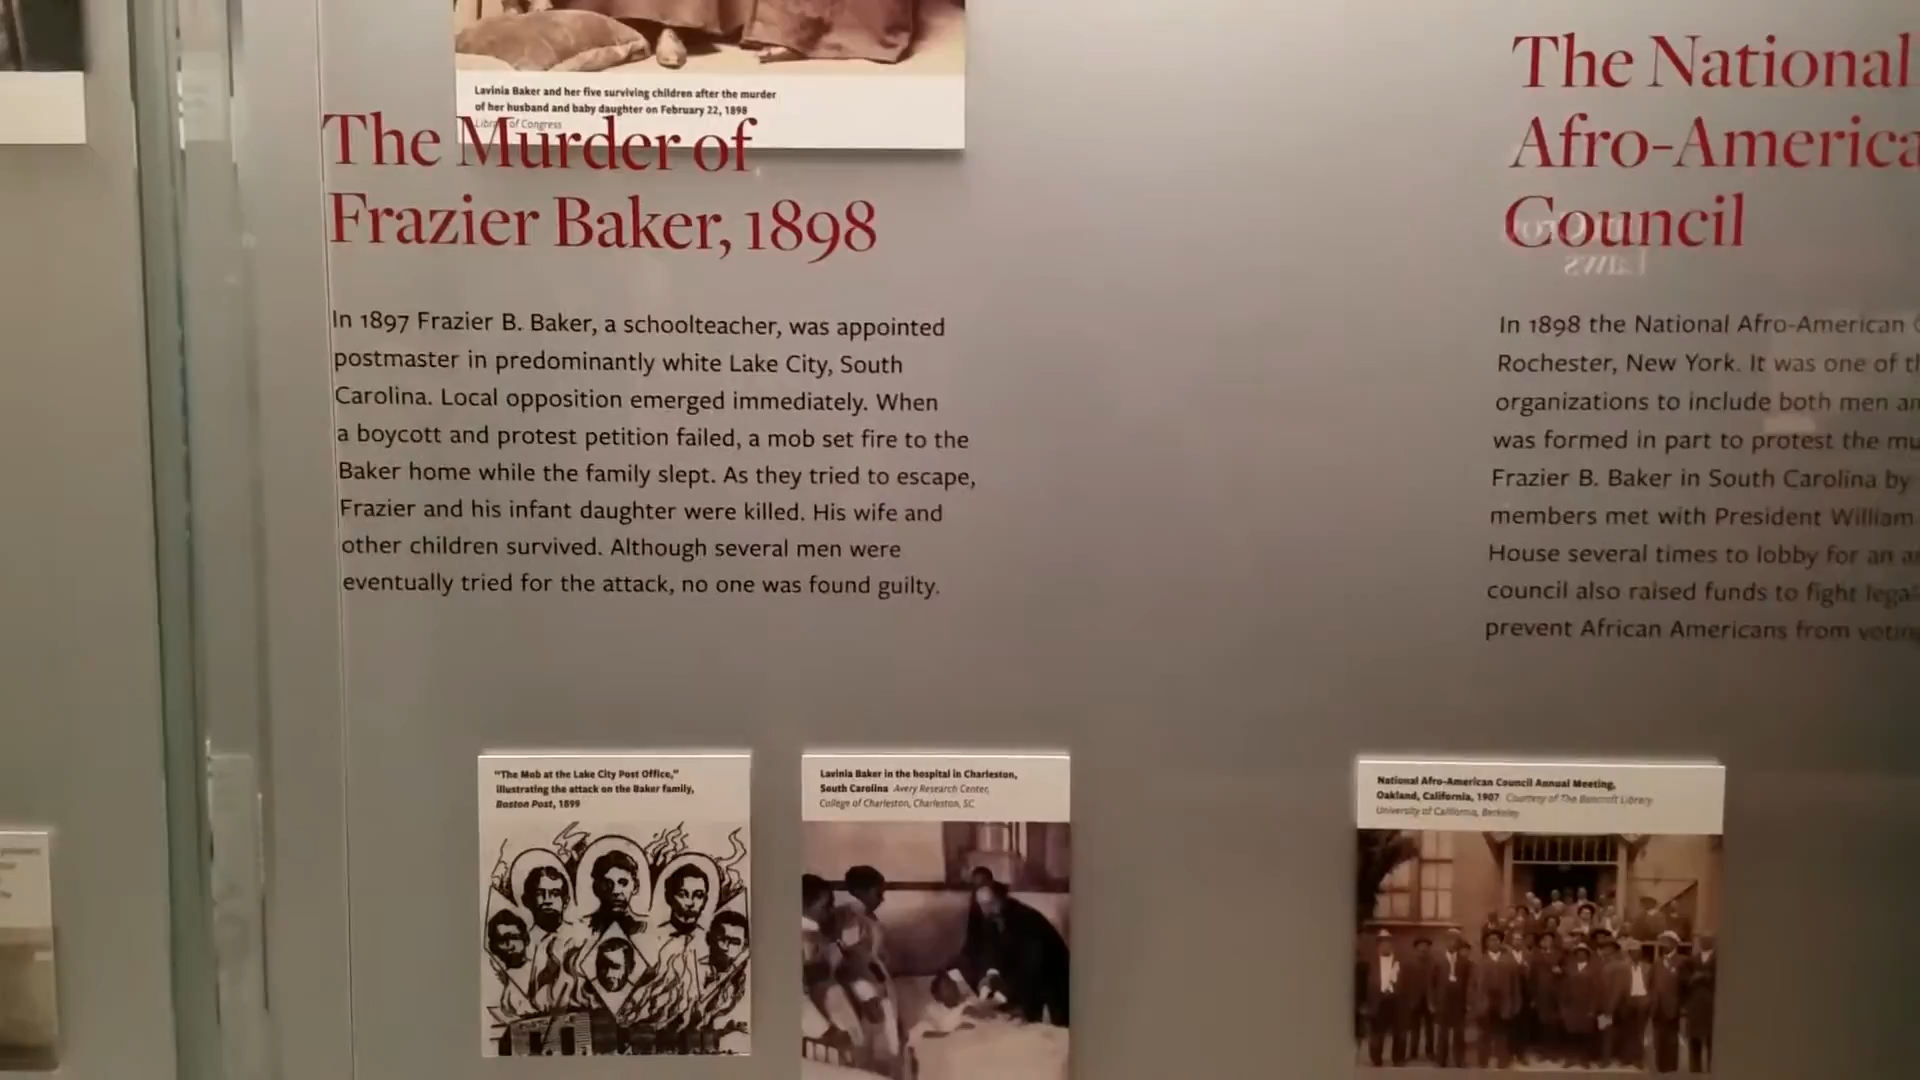 Lavinia Baker and her five surviving children after the murder
of her husband and baby daughter on February 22, 1898
Library of Congress
The Murder of
Frazier Baker, 1898
In 1897 Frazier B. Baker, a schoolteacher, was appointed
postmaster in predominantly white Lake City, South
Carolina. Local opposition emerged immediately. When
a boycott and protest petition failed, a mob set fire to the
Baker home while the family slept. As they tried to escape,
Frazier and his infant daughter were killed. His wife and
other children survived. Although several men were
eventually tried for the attack, no one was found guilty.
"The Mob at the Lake City Post Office,"
illustrating the attack on the Baker family,
Boston Post, 1899
Lavinia Baker in the hospital in Charleston,
South Carolina Avery Research Center,
College of Charleston, Charleston, SC
The National
Afro-America
Council
Laws
In 1898 the National Afro-American
Rochester, New York. It was one of
organizations to include both men
was formed in part to protest the
Frazier B. Baker in South Carolina by
members met with President William
House several times to lobby for an
council also raised funds to fight
prevent African Americans from
National Afro-American Council Annual Meeting,
Oakland, California, 1907 Courtesy of The Bancroft Library
University of California, Berkeley